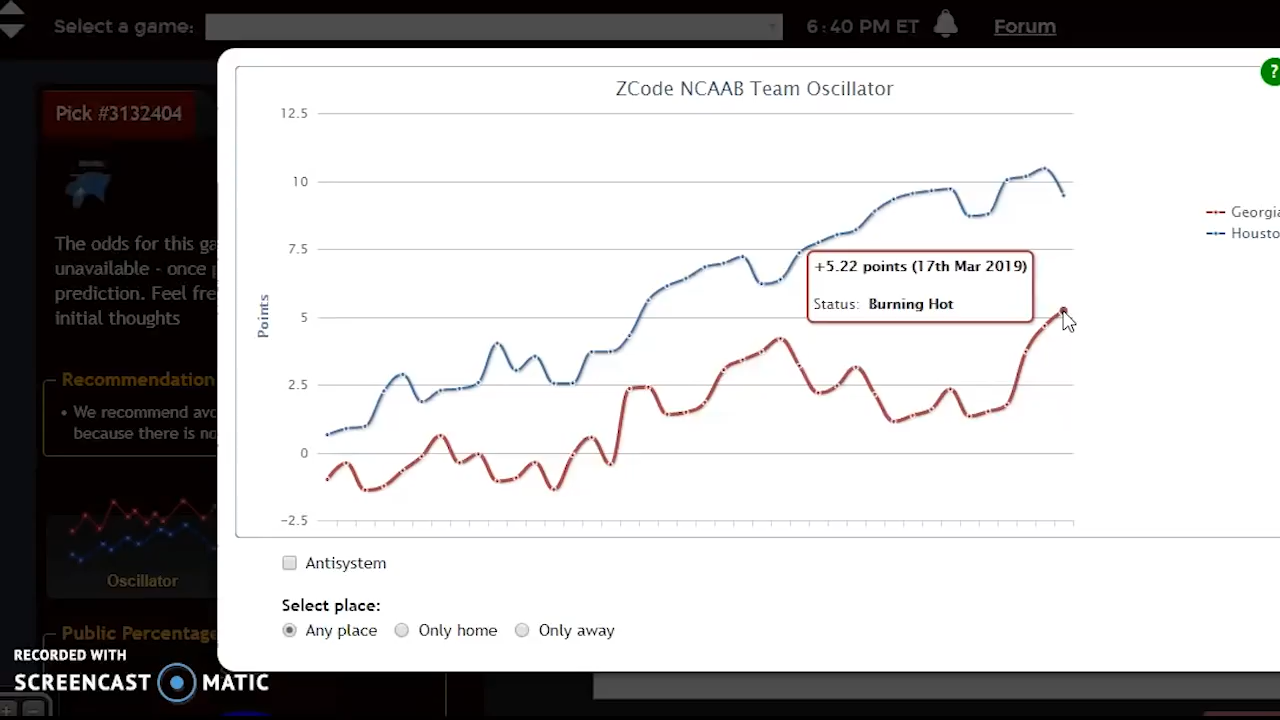 Select a game:
6:40 PM ET
Forum
?
Pick #3132404
The odds for this ga
unavailable - once
prediction. Feel fre
initial thoughts
Recommendation
• We recommend avo
because there is no
Oscillator
Public Percentage
RECORDED WITH
SCREENCAST MATIC
ZCode NCAAB Team Oscillator
12.5
10
7.5
5
2.5
0
−2.5
Points
+5.22 points (17th Mar 2019)
Status: Burning Hot
Georgia
Housto
Antisystem
Select place:
Any place Only home Only away